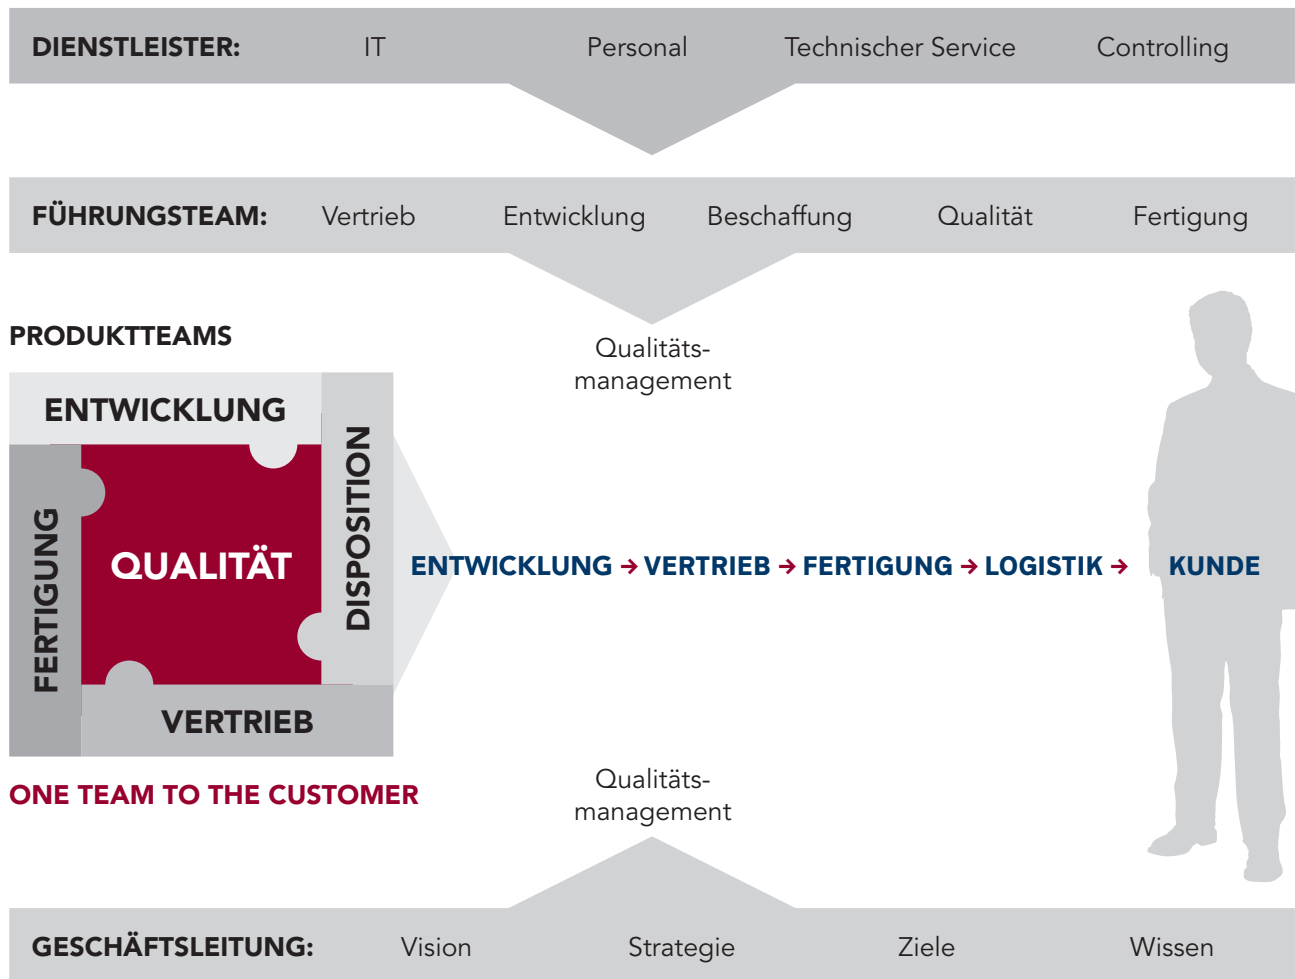 DIENSTLEISTER: IT Personal Technischer Service Controlling
FÜHRUNGSTEAM: Vertrieb Entwicklung Beschaffung Qualität Fertigung
PRODUKTTEAMS
Qualitäts-
management
ENTWICKLUNG
FERTIGUNG
QUALITÄT
DISPOSITION
VERTRIEB
ENTWICKLUNG → VERTRIEB → FERTIGUNG → LOGISTIK → KUNDE
ONE TEAM TO THE CUSTOMER
Qualitäts-
management
GESCHÄFTSLEITUNG: Vision Strategie Ziele Wissen